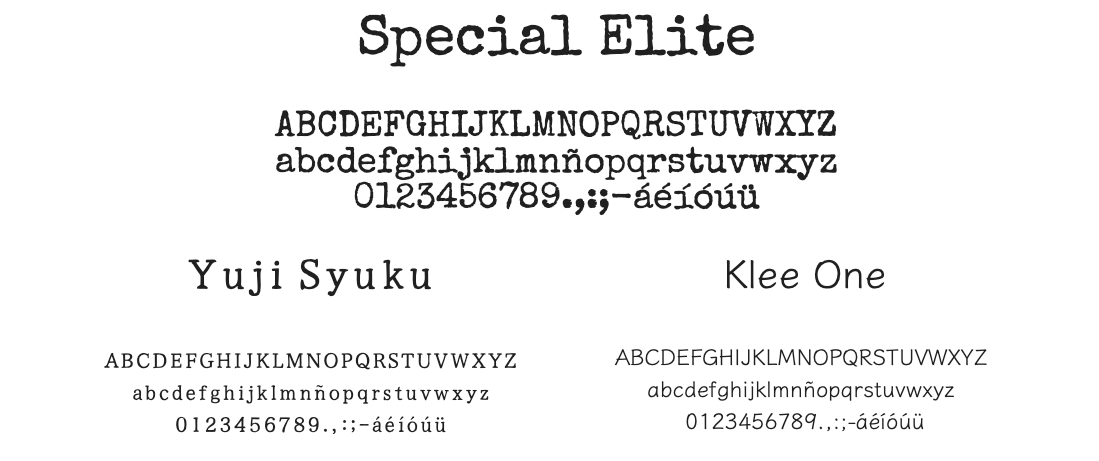 Special Elite
ABCDEFGHIJKLMNOPQRSTUVWXYZ
abcdefghijklmnñopqrstuvwxyz
0123456789.,:;-áéíóúü
Yuji Syuku
ABCDEFGHIJKLMNOPQRSTUVWXYZ
abcdefghijklmnñopqrstuvwxyz
0123456789.,:;-áéíóúü
Klee One
ABCDEFGHIJKLMNOPQRSTUVWXYZ
abcdefghijklmnñopqrstuvwxyz
0123456789.,:;-áéíóúü